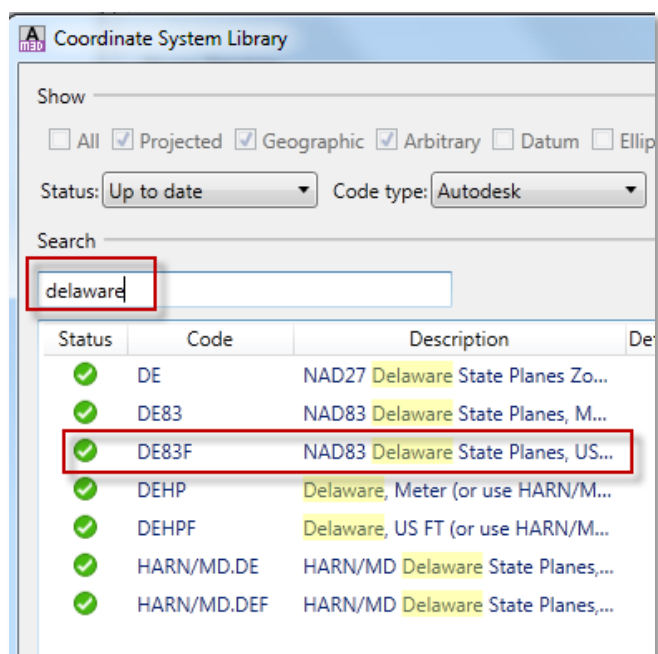 A M3D Coordinate System Library
Show
All Projected Geographic Arbitrary Datum Ellip
Status: Up to date Code type: Autodesk
Search
delaware
Status Code Description De
DE NAD27 Delaware State Planes Zo...
DE83 NAD83 Delaware State Planes, M...
DE83F NAD83 Delaware State Planes, US...
DEHP Delaware, Meter (or use HARN/M...
DEHPF Delaware, US FT (or use HARN/M...
HARN/MD.DE HARN/MD Delaware State Planes,...
HARN/MD.DEF HARN/MD Delaware State Planes,...